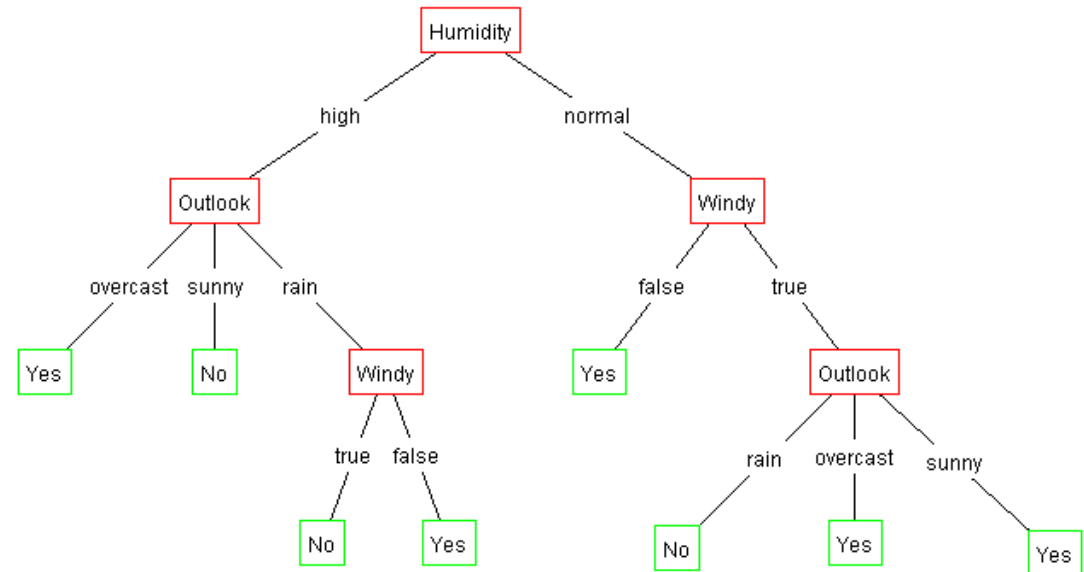 Humidity
high normal
Outlook Windy
overcast sunny rain false true
Yes No Windy Yes Outlook
true false rain overcast sunny
No Yes No Yes Yes